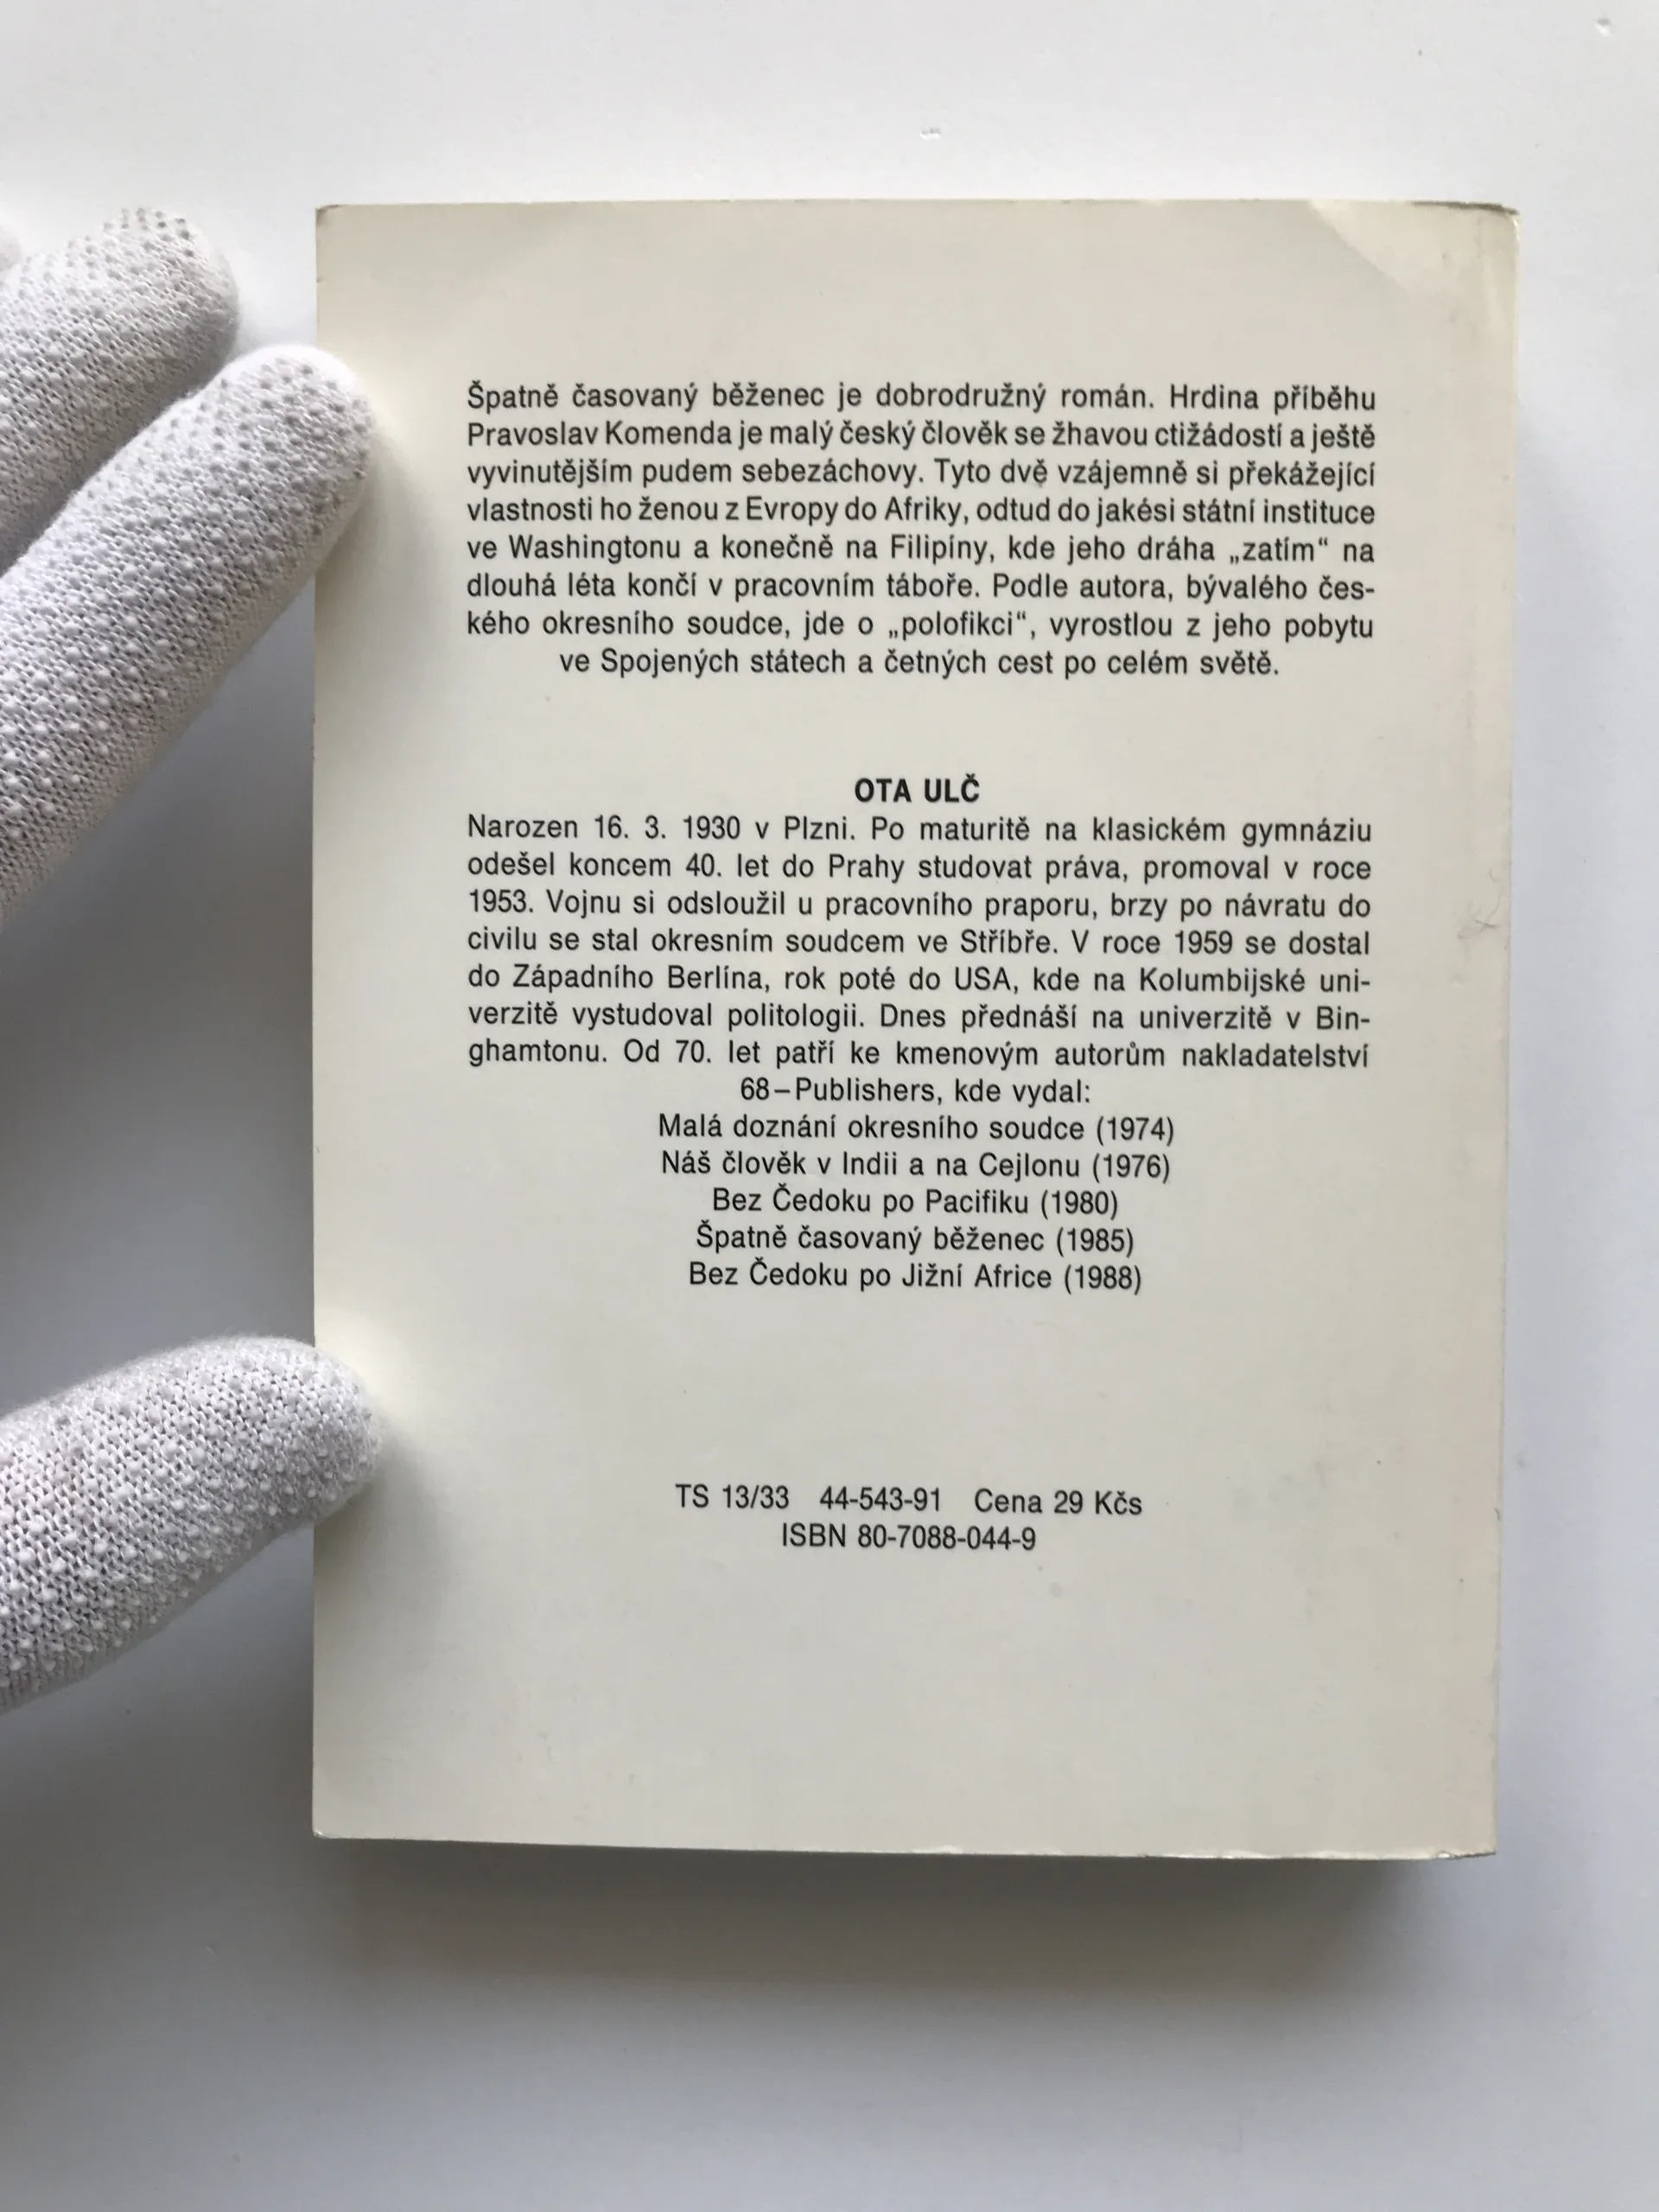 Špatně časovaný běženec je dobrodružný román. Hrdina příběhu
Pravoslav Komenda je malý český člověk se žhavou ctižádostí a ještě
vyvinutějším pudem sebezáchovy. Tyto dvě vzájemně si překážející
vlastnosti ho ženou z Evropy do Afriky, odtud do jakési státní instituce
ve Washingtonu a konečně na Filipíny, kde jeho dráha „zatím“ na
dlouhá léta končí v pracovním táboře. Podle autora, bývalého čes-
kého okresního soudce, jde o „polofikci“, vyrostlou z jeho pobytu
ve Spojených státech a četných cest po celém světě.
OTA ULČ
Narozen 16. 3. 1930 v Plzni. Po maturitě na klasickém gymnáziu
odešel koncem 40. let do Prahy studovat práva, promoval v roce
1953. Vojnu si odsloužil u pracovního praporu, brzy po návratu do
civilu se stal okresním soudcem ve Stříbře. V roce 1959 se dostal
do Západního Berlína, rok poté do USA, kde na Kolumbijské uni-
verzitě vystudoval politologii. Dnes přednáší na univerzitě v Bin-
ghamtonu. Od 70. let patří ke kmenovým autorům nakladatelství
68–Publishers, kde vydal:
Malá doznání okresního soudce (1974)
Náš člověk v Indii a na Cejlonu (1976)
Bez Čedoku po Pacifiku (1980)
Špatně časovaný běženec (1985)
Bez Čedoku po Jižní Africe (1988)
TS 13/33 44-543-91 Cena 29 Kčs
ISBN 80-7088-044-9